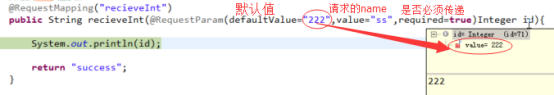 @RequestMapping("recieveInt")
默认值 请求的name 是否必须传递
public String recieveInt(@RequestParam(defaultValue="222",value="ss",required=true)Integer id){
id= Integer (id=71)
value= 222
System.out.println(id);
return "success";
222
}